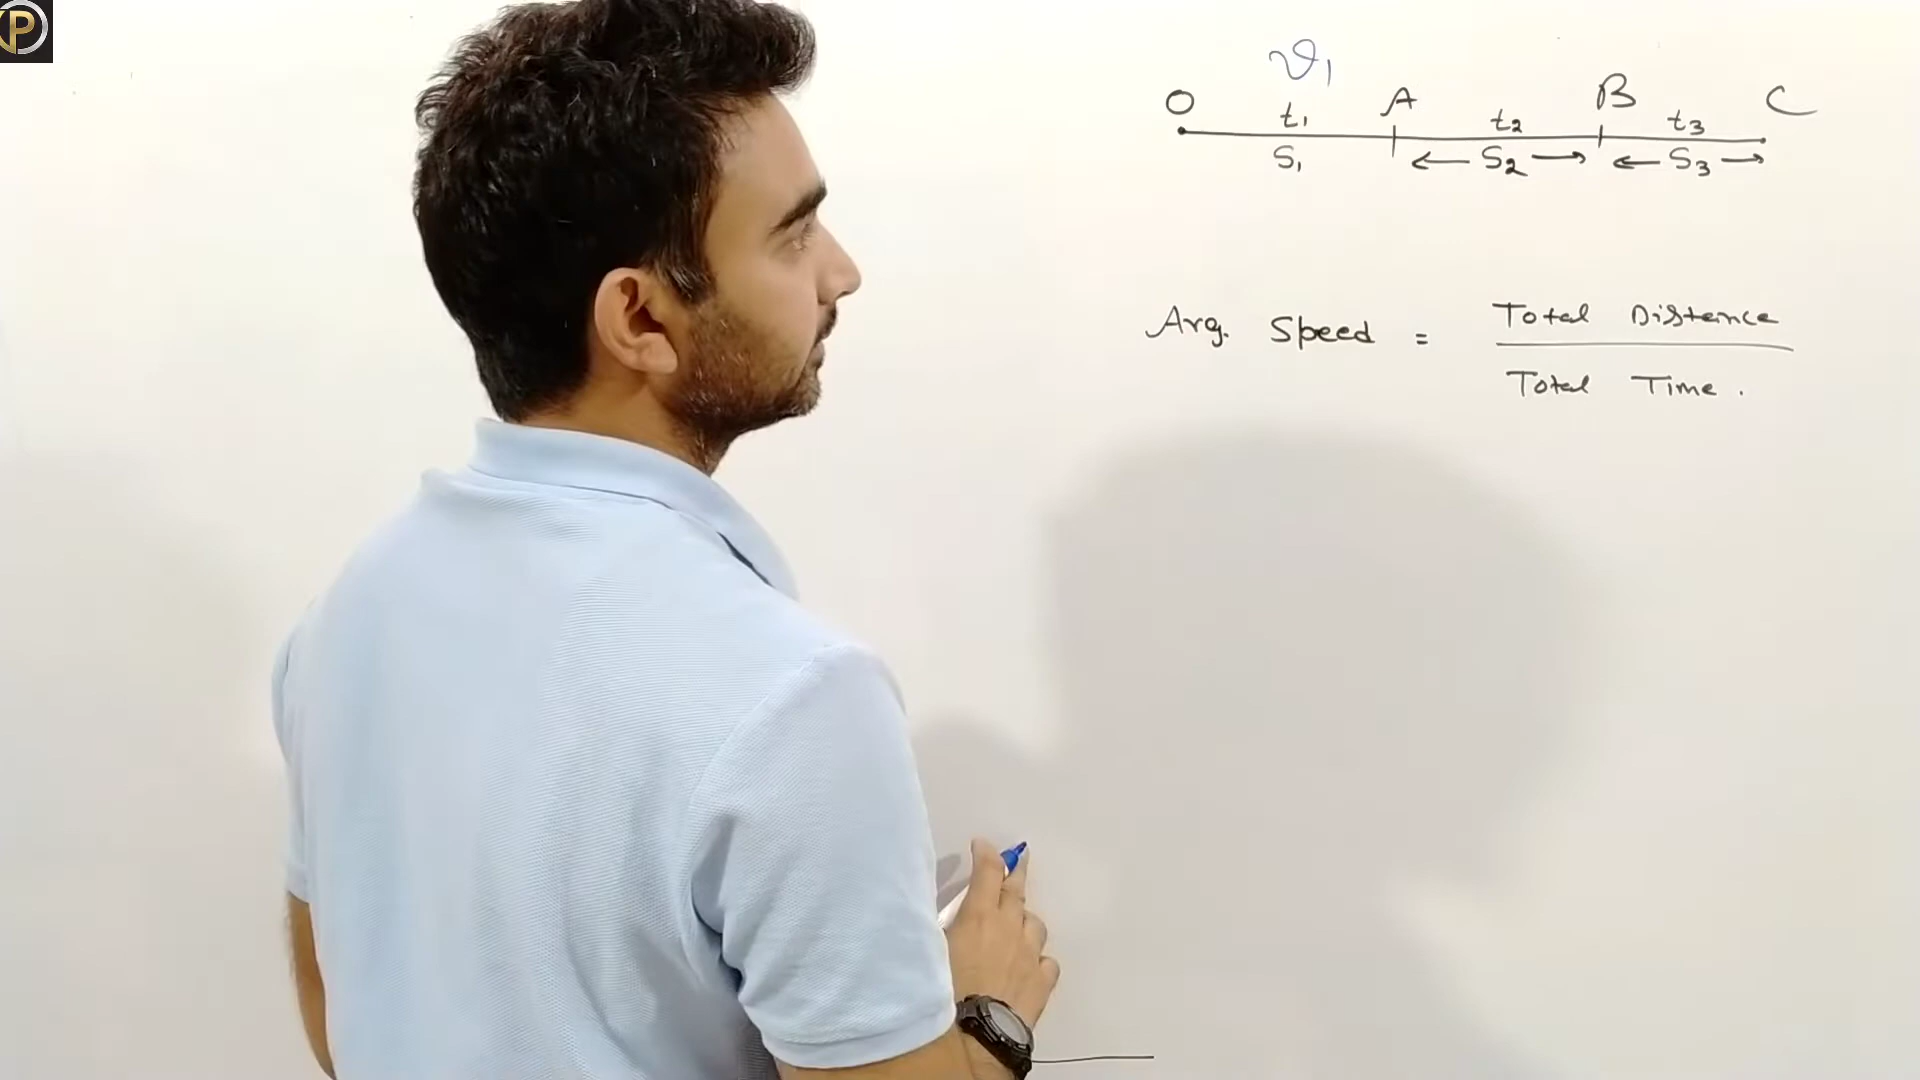 P
ϑ1
O A B C
t1 t2 t3
S1 ← S2 → ← S3 →
Avg. Speed = Total Distance
Total Time.